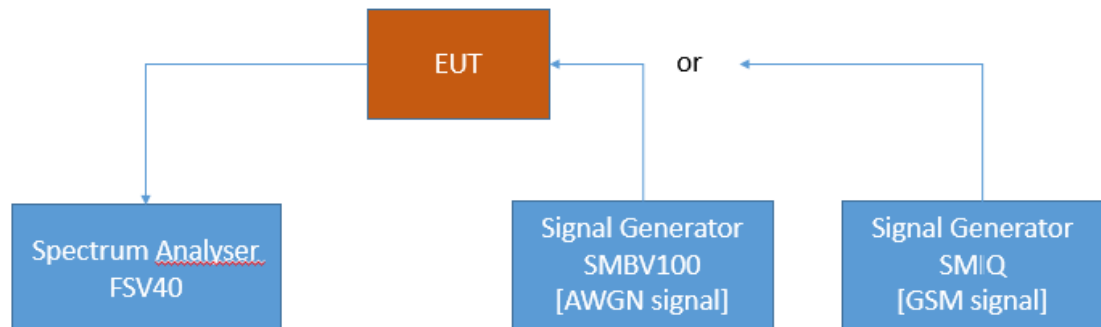 EUT
or
Spectrum Analyser
FSV40
Signal Generator
SMBV100
[AWGN signal]
Signal Generator
SMIQ
[GSM signal]